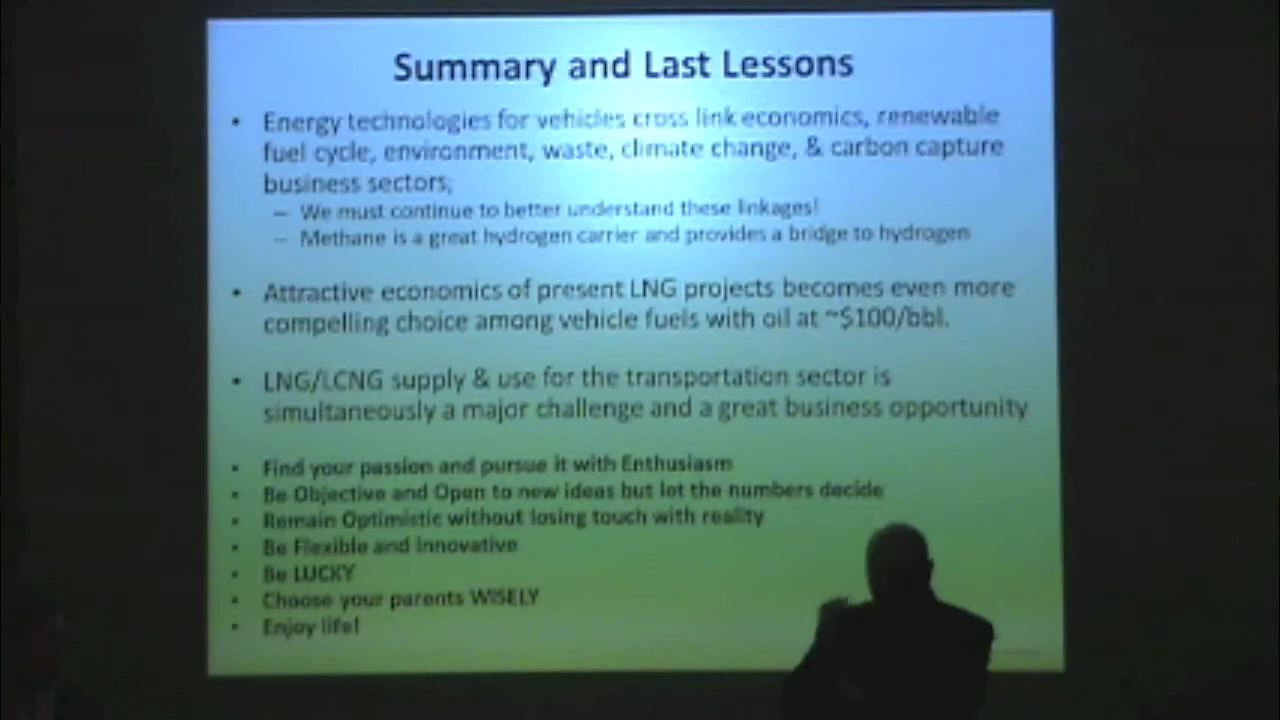 Summary and Last Lessons
• Energy technologies for vehicles cross link economics, renewable
fuel cycle, environment, waste, climate change, & carbon capture
business sectors;
– We must continue to better understand these linkages!
– Methane is a great hydrogen carrier and provides a bridge to hydrogen
• Attractive economics of present LNG projects becomes even more
compelling choice among vehicle fuels with oil at ~$100/bbl.
• LNG/LCNG supply & use for the transportation sector is
simultaneously a major challenge and a great business opportunity
• Find your passion and pursue it with Enthusiasm
• Be Objective and Open to new ideas but let the numbers decide
• Remain Optimistic without losing touch with reality
• Be Flexible and Innovative
• Be LUCKY
• Choose your parents WISELY
• Enjoy life!